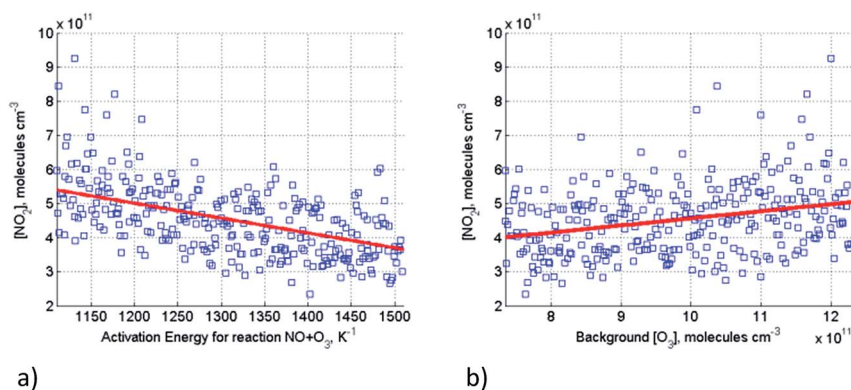 x 10^11
10
9
8
7
6
5
4
3
2
[NO₂], molecules cm⁻³
1150 1200 1250 1300 1350 1400 1450 1500
Activation Energy for reaction NO+O₃, K⁻¹
a)
x 10^11
10
9
8
7
6
5
4
3
2
[NO₂], molecules cm⁻³
8 9 10 11 12
Background [O₃], molecules cm⁻³
x 10^11
b)